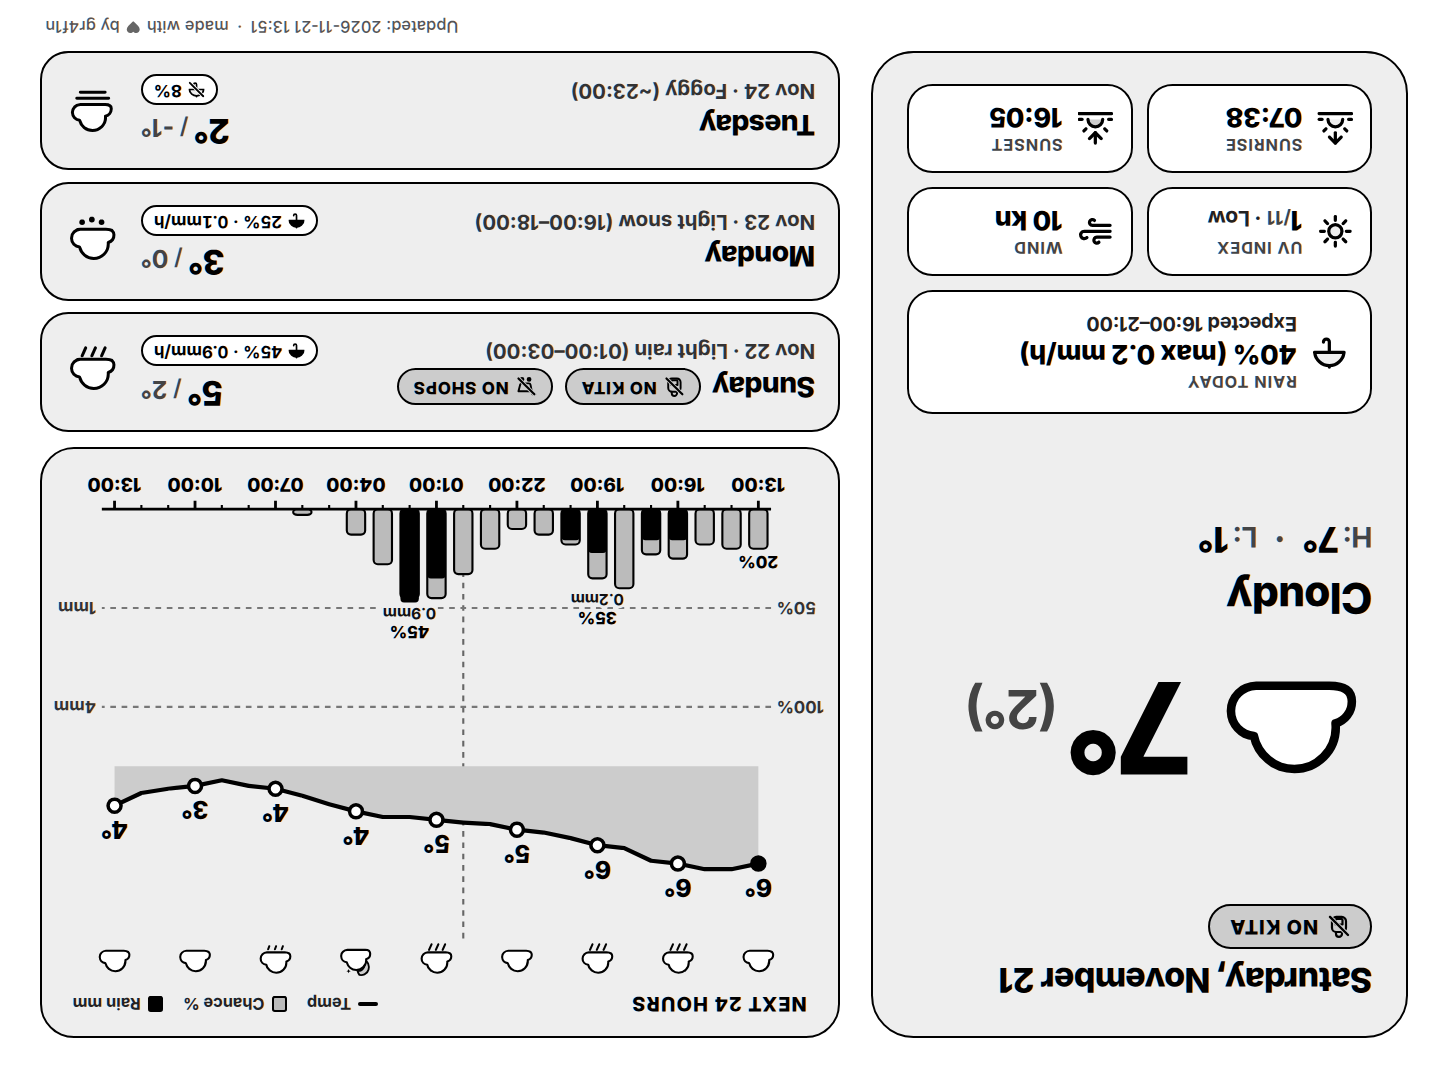 Saturday, November 21
NO KITA
7° (2°)
Cloudy
H: 7° · L: 1°
RAIN TODAY
40% (max 0.2 mm/h)
Expected 16:00–21:00
UV INDEX
1/11 · Low
WIND
10 kn
SUNRISE
07:38
SUNSET
16:05
NEXT 24 HOURS
Temp
Chance %
Rain mm
6° 6° 6° 5° 5° 4° 4° 3° 4°
100% 4mm
50% 1mm
35%
0.2mm
45%
0.9mm
20%
13:00 16:00 19:00 22:00 01:00 04:00 07:00 10:00 13:00
Sunday NO KITA NO SHOPS
Nov 22 · Light rain (01:00–03:00)
5° / 2°
45% · 0.9mm/h
Monday
Nov 23 · Light snow (16:00–18:00)
3° / 0°
25% · 0.1mm/h
Tuesday
Nov 24 · Foggy (~23:00)
2° / -1°
8%
Updated: 2026-11-21 13:51 · made with ♥ by gr4f1n